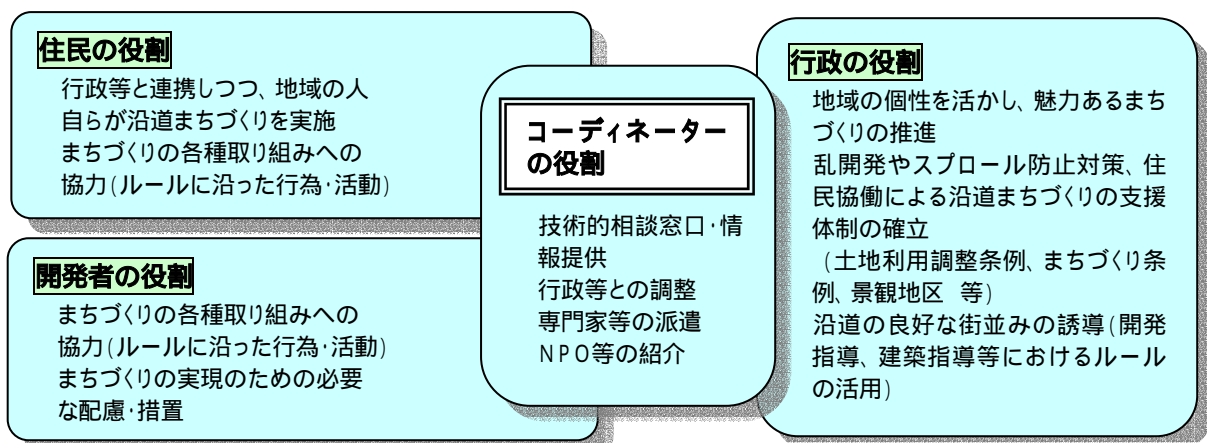 住民の役割
行政等と連携しつつ、地域の人
自らが沿道まちづくりを実施
まちづくりの各種取り組みへの
協力(ルールに沿った行為・活動)
開発者の役割
まちづくりの各種取り組みへの
協力(ルールに沿った行為・活動)
まちづくりの実現のための必要
な配慮・措置
コーディネーター
の役割
技術的相談窓口・情
報提供
行政等との調整
専門家等の派遣
NPO等の紹介
行政の役割
地域の個性を活かし、魅力あるまち
づくりの推進
乱開発やスプロール防止対策、住
民協働による沿道まちづくりの支援
体制の確立
(土地利用調整条例、まちづくり条
例、景観地区 等)
沿道の良好な街並みの誘導(開発
指導、建築指導等におけるルール
の活用)